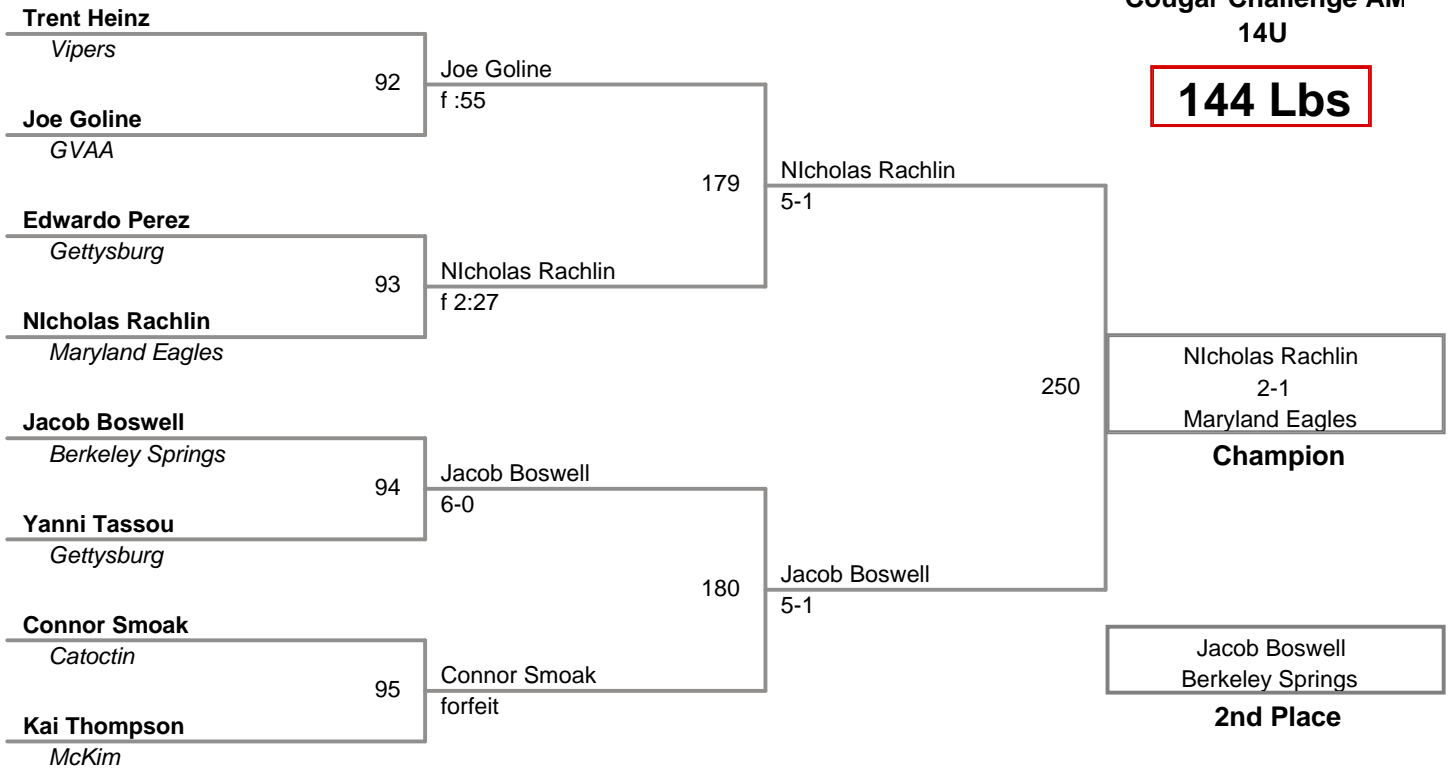 Cougar Challenge AM
14U
144 Lbs
Trent Heinz
Vipers
92
Joe Goline
f :55
Joe Goline
GVAA
179
NIcholas Rachlin
5-1
Edwardo Perez
Gettysburg
93
NIcholas Rachlin
f 2:27
NIcholas Rachlin
Maryland Eagles
250
NIcholas Rachlin
2-1
Maryland Eagles
Champion
Jacob Boswell
Berkeley Springs
94
Jacob Boswell
6-0
Yanni Tassou
Gettysburg
180
Jacob Boswell
5-1
Connor Smoak
Catoctin
95
Connor Smoak
forfeit
Kai Thompson
McKim
Jacob Boswell
Berkeley Springs
2nd Place